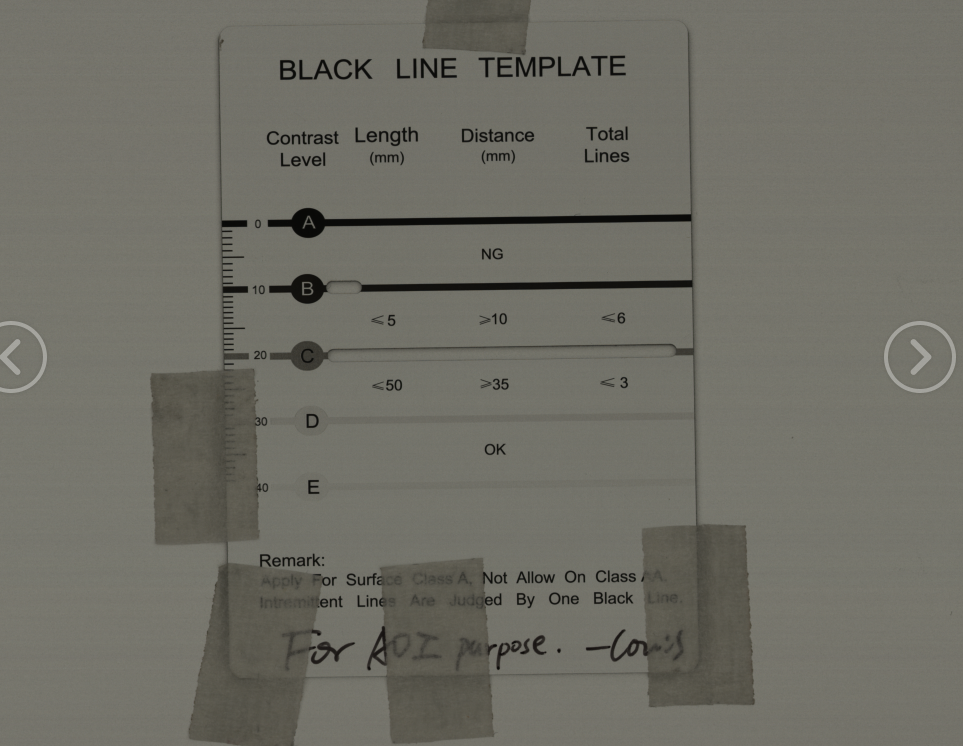 BLACK LINE TEMPLATE
Contrast Level Length (mm) Distance (mm) Total Lines
0 A
NG
10 B
≤5 ≥10 ≤6
20 C
≤50 ≥35 ≤ 3
30 D
OK
40 E
Remark:
Apply For Surface Class A, Not Allow On Class AA.
Intremittent Lines Are Judged By One Black Line.
For AOI purpose. -Louis